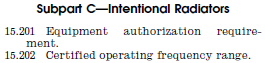 Subpart C—Intentional Radiators
15.201 Equipment authorization require-
ment.
15.202 Certified operating frequency range.